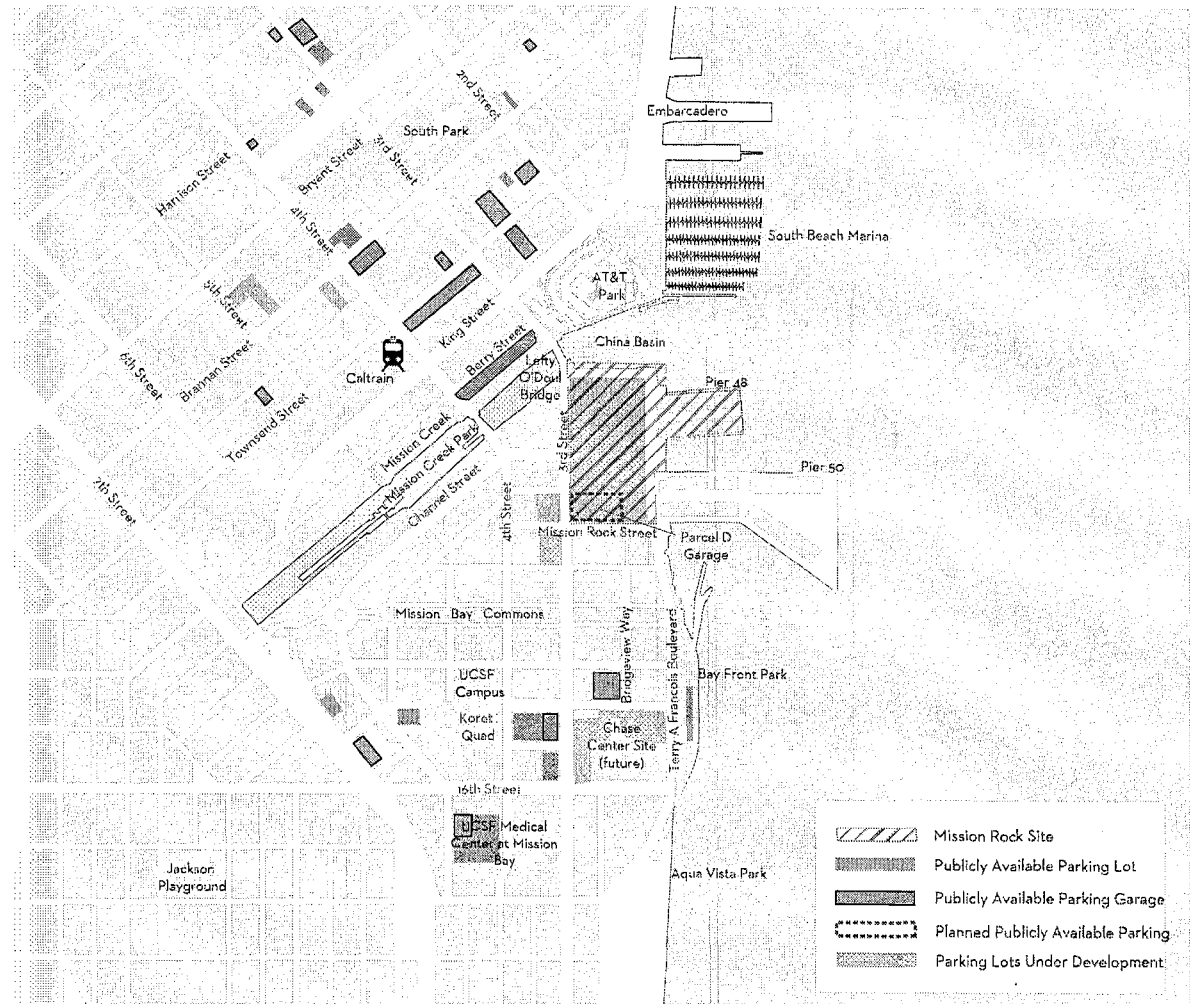 2nd Street
Embarcadero
South Park
3rd Street
Bryant Street
Harrison Street
4th Street
South Beach Marina
AT&T
Park
5th Street
King Street
China Basin
Berry Street
Lefty
O'Doul
Bridge
6th Street
Brannan Street
Caltrain
Pier 48
Townsend Street
Mission Creek
3rd Street
Mission Creek Park
Pier 50
7th Street
Channel Street
4th Street
Mission Rock Street
Parcel D
Garage
Mission Bay Commons
Bridgeview Way
Terry A Francois Boulevard
UCSF
Campus
Bay Front Park
Koret
Quad
Chase
Center Site
(future)
16th Street
UCSF Medical
Center at Mission
Bay
Jackson
Playground
Aqua Vista Park
Mission Rock Site
Publicly Available Parking Lot
Publicly Available Parking Garage
Planned Publicly Available Parking
Parking Lots Under Development